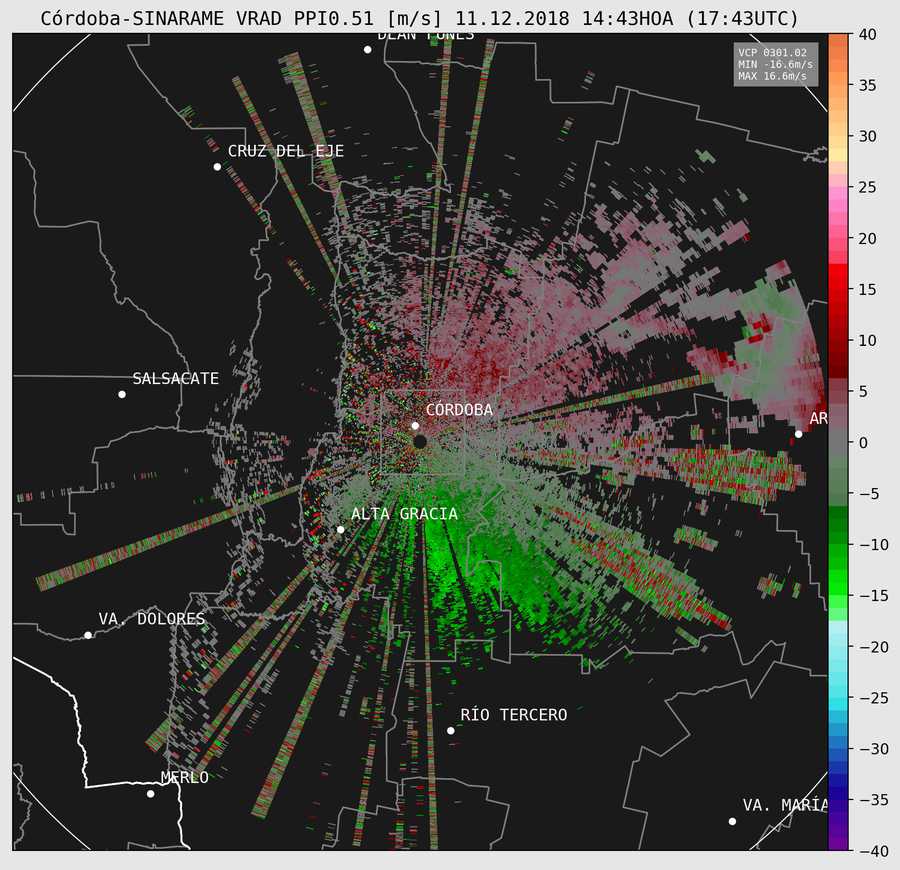 Córdoba-SINARAME VRAD PPI0.51 [m/s] 11.12.2018 14:43HOA (17:43UTC)
DEÁN FUNES
VCP 0301.02
MIN -16.6m/s
MAX 16.6m/s
CRUZ DEL EJE
SALSACATE
CÓRDOBA
AR
ALTA GRACIA
VA. DOLORES
RÍO TERCERO
MERLO
VA. MARÍA
40
35
30
25
20
15
10
5
0
−5
−10
−15
−20
−25
−30
−35
−40